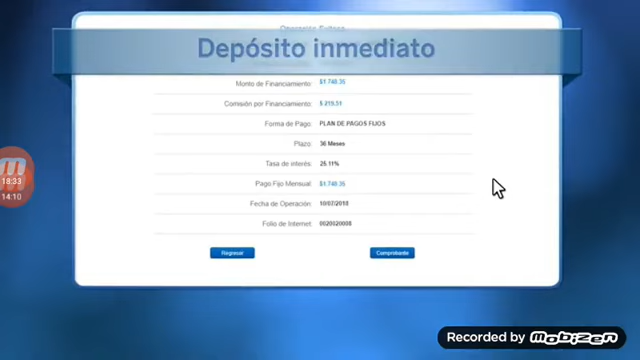 Operación Exitosa
Depósito inmediato
Monto de Financiamiento: $1,748.35
Comisión por Financiamiento: $ 219.51
Forma de Pago: PLAN DE PAGOS FIJOS
Plazo: 36 Meses
Tasa de interés: 25.11%
Pago Fijo Mensual: $1,748.35
Fecha de Operación: 10/07/2018
Folio de Internet: 0020020008
Regresar
Comprobante
18:33
14:10
Recorded by mobizen